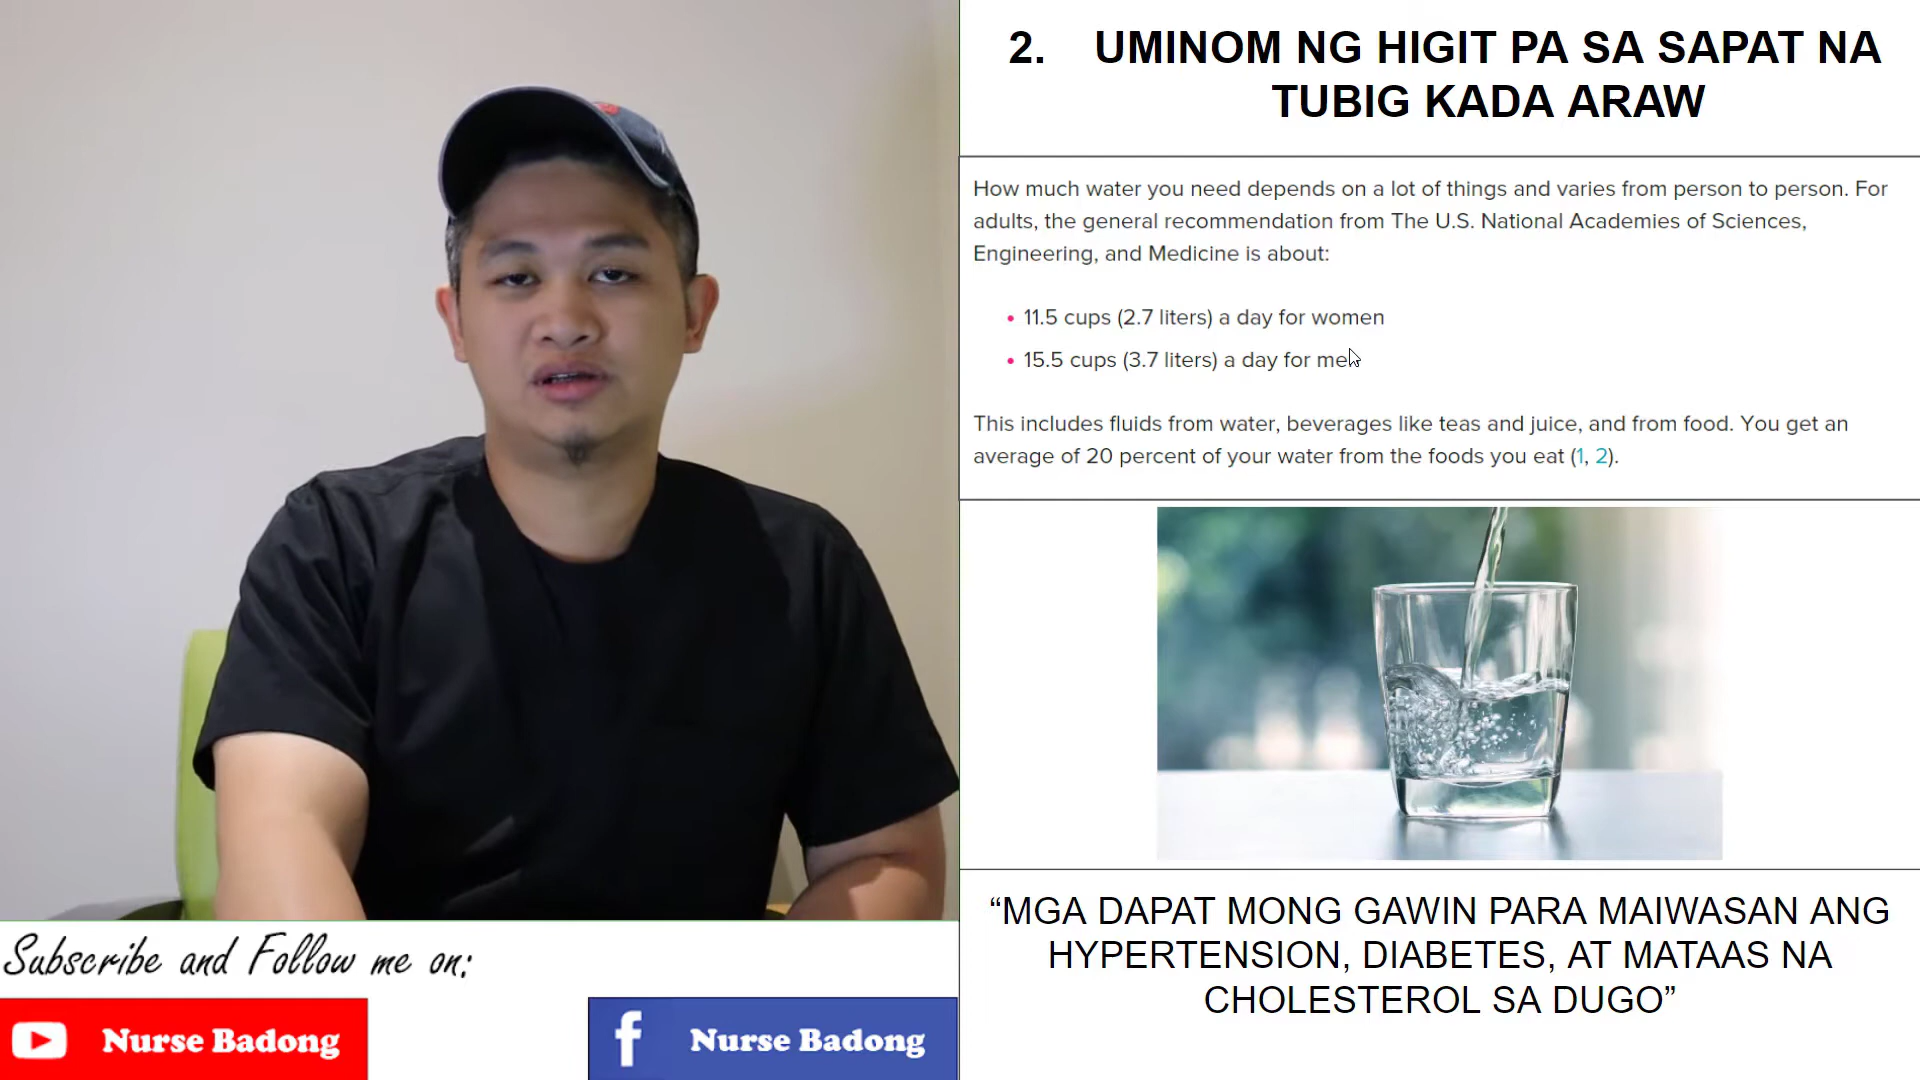 2. UMINOM NG HIGIT PA SA SAPAT NA
TUBIG KADA ARAW
How much water you need depends on a lot of things and varies from person to person. For
adults, the general recommendation from The U.S. National Academies of Sciences,
Engineering, and Medicine is about:
• 11.5 cups (2.7 liters) a day for women
• 15.5 cups (3.7 liters) a day for men
This includes fluids from water, beverages like teas and juice, and from food. You get an
average of 20 percent of your water from the foods you eat (1, 2).
“MGA DAPAT MONG GAWIN PARA MAIWASAN ANG
HYPERTENSION, DIABETES, AT MATAAS NA
CHOLESTEROL SA DUGO”
Subscribe and Follow me on:
Nurse Badong
f Nurse Badong